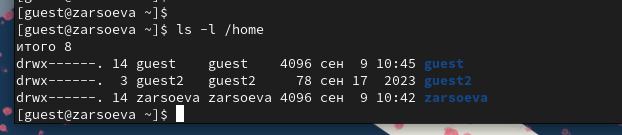 [guest@zarsoeva ~]$
[guest@zarsoeva ~]$ ls -l /home
итого 8
drwx------. 14 guest    guest    4096 сен  9 10:45 guest
drwx------.  3 guest2   guest2     78 сен 17  2023 guest2
drwx------. 14 zarsoeva zarsoeva 4096 сен  9 10:42 zarsoeva
[guest@zarsoeva ~]$